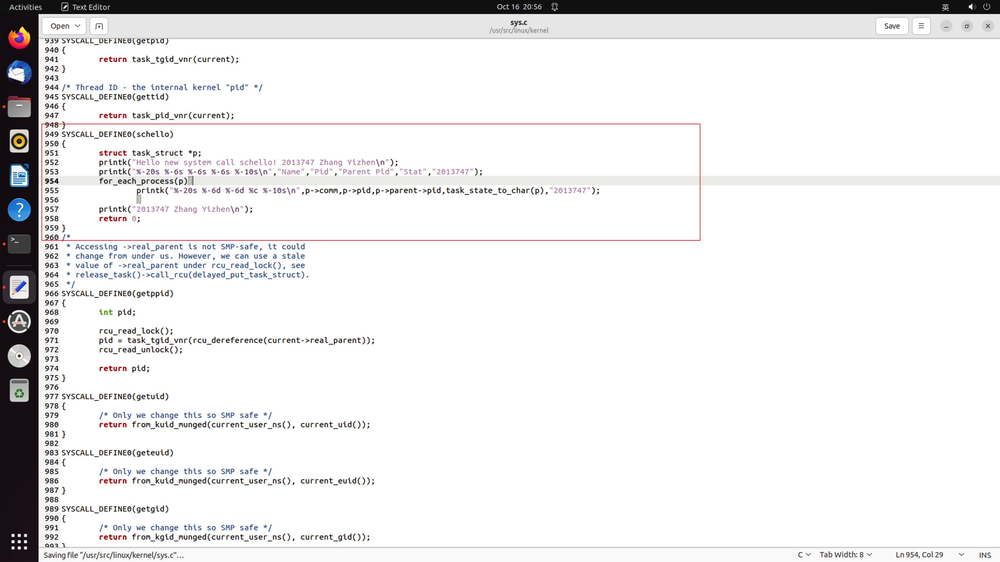 Activities Text Editor Oct 16 20:56 英
Open sys.c Save
/usr/src/linux/kernel
939 SYSCALL_DEFINE0(getpid)
940 {
941         return task_tgid_vnr(current);
942 }
943
944 /* Thread ID - the internal kernel "pid" */
945 SYSCALL_DEFINE0(gettid)
946 {
947         return task_pid_vnr(current);
948 }
949 SYSCALL_DEFINE0(schello)
950 {
951         struct task_struct *p;
952         printk("Hello new system call schello! 2013747 Zhang Yizhen\n");
953         printk("%-20s %-6s %-6s %-6s %-10s\n","Name","Pid","Parent Pid","Stat","2013747");
954         for_each_process(p){
955                 printk("%-20s %-6d %-6d %c %-10s\n",p->comm,p->pid,p->parent->pid,task_state_to_char(p),"2013747");
956                 }
957         printk("2013747 Zhang Yizhen\n");
958         return 0;
959 }
960 /*
961  * Accessing ->real_parent is not SMP-safe, it could
962  * change from under us. However, we can use a stale
963  * value of ->real_parent under rcu_read_lock(), see
964  * release_task()->call_rcu(delayed_put_task_struct).
965  */
966 SYSCALL_DEFINE0(getppid)
967 {
968         int pid;
969
970         rcu_read_lock();
971         pid = task_tgid_vnr(rcu_dereference(current->real_parent));
972         rcu_read_unlock();
973
974         return pid;
975 }
976
977 SYSCALL_DEFINE0(getuid)
978 {
979         /* Only we change this so SMP safe */
980         return from_kuid_munged(current_user_ns(), current_uid());
981 }
982
983 SYSCALL_DEFINE0(geteuid)
984 {
985         /* Only we change this so SMP safe */
986         return from_kuid_munged(current_user_ns(), current_euid());
987 }
988
989 SYSCALL_DEFINE0(getgid)
990 {
991         /* Only we change this so SMP safe */
992         return from_kgid_munged(current_user_ns(), current_gid());
993 }
Saving file “/usr/src/linux/kernel/sys.c”… C Tab Width: 8 Ln 954, Col 29 INS